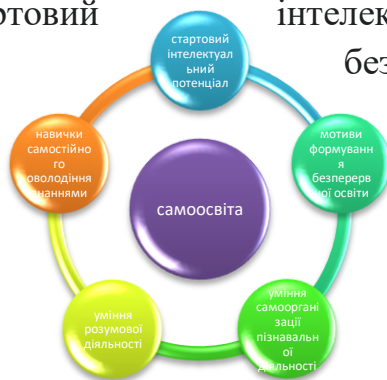 інтелек
без
стартовий
інтелектуал
ьний
потенціал
мотиви
формуванн
я
безперерв
ної освіти
уміння
самооргані
зації
пізнавальн
ої
діяльності
уміння
розумової
діяльності
навички
самостійно
го
оволодіння
знаннями
самоосвіта